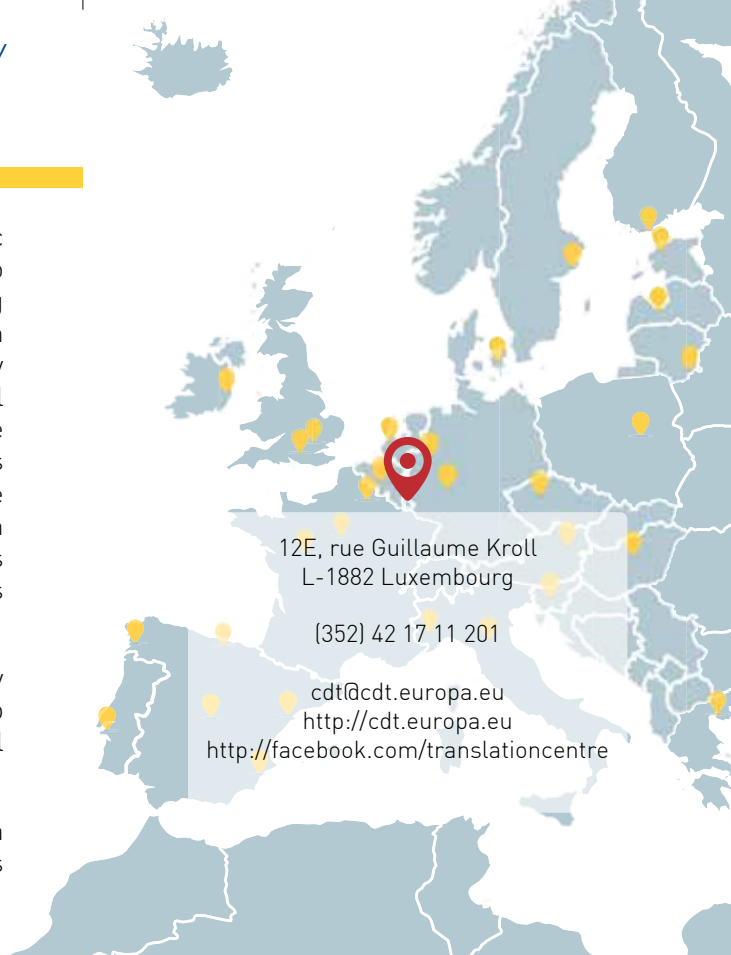 12E, rue Guillaume Kroll
L-1882 Luxembourg
(352) 42 17 11 201
cdt@cdt.europa.eu
http://cdt.europa.eu
http://facebook.com/translationcentre